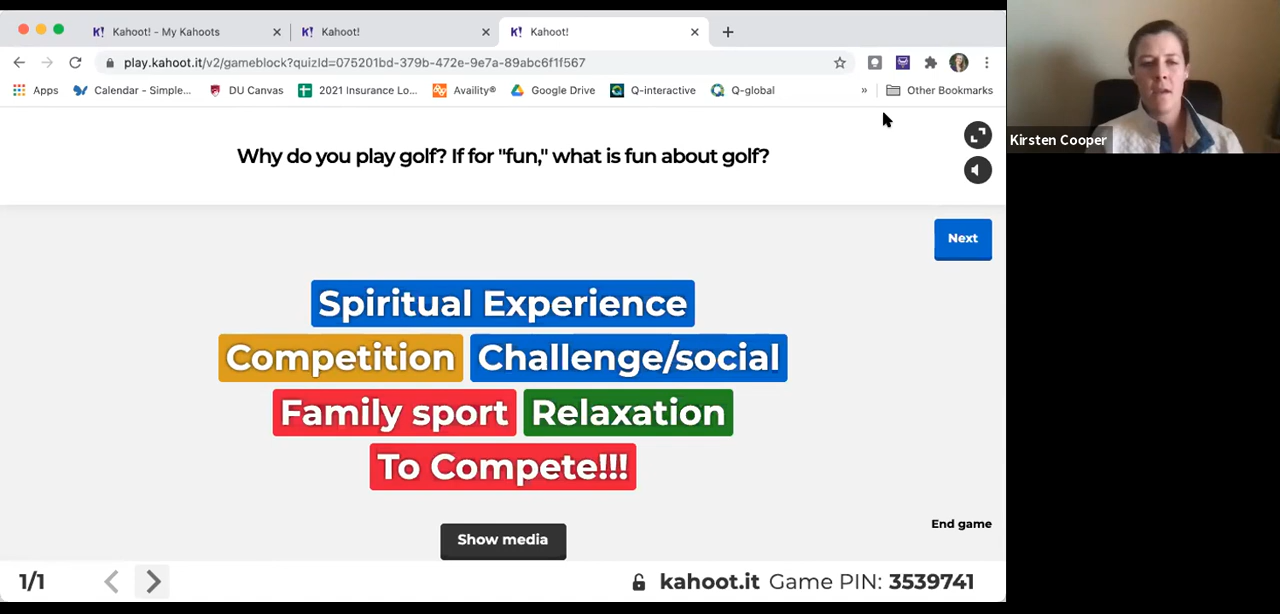 Kahoot! - My Kahoots
Kahoot!
Kahoot!
play.kahoot.it/v2/gameblock?quizId=075201bd-379b-472e-9e7a-89abc6f1f567
Apps
Calendar - Simple...
DU Canvas
2021 Insurance Lo...
Availity®
Google Drive
Q-interactive
Q-global
»
Other Bookmarks
Kirsten Cooper
Why do you play golf? If for "fun," what is fun about golf?
Next
Spiritual Experience
Competition Challenge/social
Family sport Relaxation
To Compete!!!
End game
Show media
1/1
kahoot.it Game PIN: 3539741